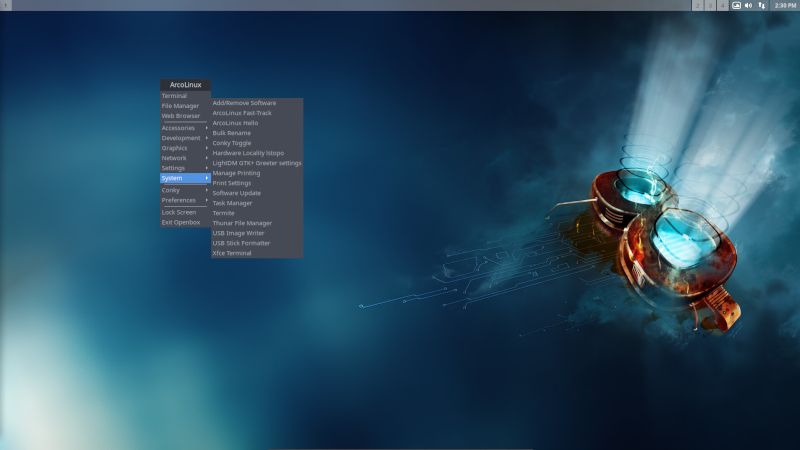 1
2 3 4
2:30 PM
ArcoLinux
Terminal
File Manager
Web Browser
Accessories
Development
Graphics
Network
Settings
System
Conky
Preferences
Lock Screen
Exit Openbox
Add/Remove Software
ArcoLinux Fast-Track
ArcoLinux Hello
Bulk Rename
Conky Toggle
Hardware Locality lstopo
LightDM GTK+ Greeter settings
Manage Printing
Print Settings
Software Update
Task Manager
Termite
Thunar File Manager
USB Image Writer
USB Stick Formatter
Xfce Terminal